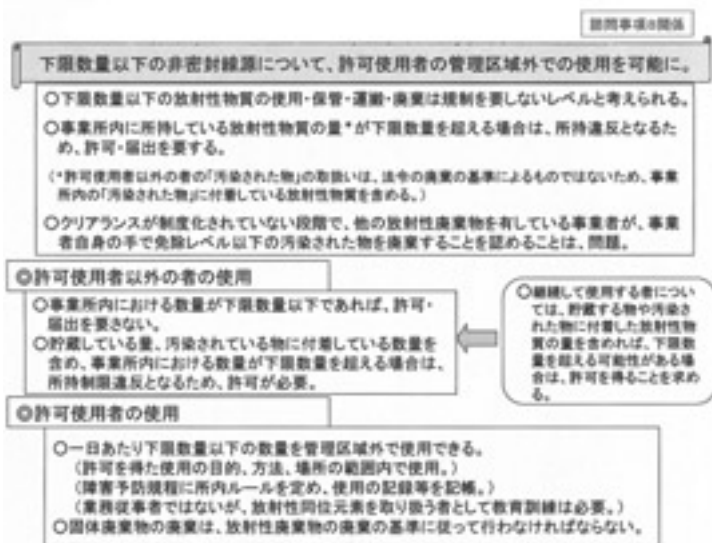 諮問事項8関係
下限数量以下の非密封線源について、許可使用者の管理区域外での使用を可能に。
○下限数量以下の放射性物質の使用・保管・運搬・廃棄は規制を要しないレベルと考えられる。
○事業所内に所持している放射性物質の量*が下限数量を超える場合は、所持違反となるた
め、許可・届出を要する。
(*許可使用者以外の者の「汚染された物」の取扱いは、法令の廃棄の基準によるものではないため、事業
所内の「汚染された物」に付着している放射性物質を含める。)
○クリアランスが制度化されていない段階で、他の放射性廃棄物を有している事業者が、事業
者自身の手で免除レベル以下の汚染された物を廃棄することを認めることは、問題。
◎許可使用者以外の者の使用
○事業所内における数量が下限数量以下であれば、許可・
届出を要さない。
○貯蔵している量、汚染されている物に付着している数量を
含め、事業所内における数量が下限数量を超える場合は、
所持制限違反となるため、許可が必要。
○継続して使用する者につい
ては、貯蔵する物や汚染さ
れた物に付着した放射性物
質の量を含めれば、下限数
量を超える可能性がある場
合は、許可を得ることを求め
る。
◎許可使用者の使用
○一日あたり下限数量以下の数量を管理区域外で使用できる。
(許可を得た使用の目的、方法、場所の範囲内で使用。)
(障害予防規程に所内ルールを定め、使用の記録等を記帳。)
(業務従事者ではないが、放射性同位元素を取り扱う者として教育訓練は必要。)
○固体廃棄物の廃棄は、放射性廃棄物の廃棄の基準に従って行わなければならない。